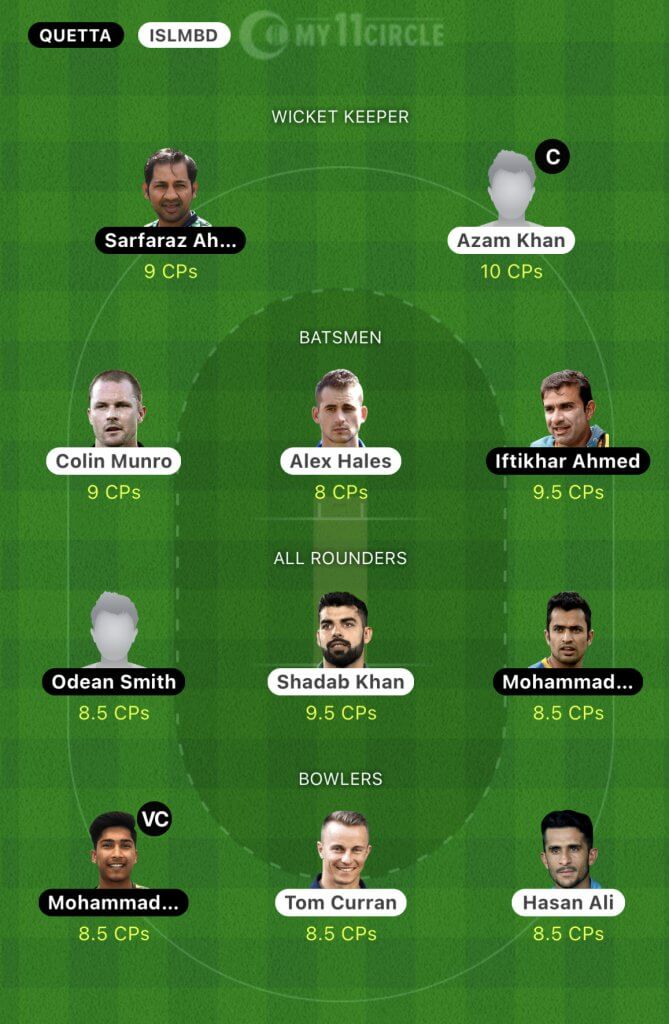 QUETTA ISLMBD MY11CIRCLE
WICKET KEEPER
C
Sarfaraz Ah... Azam Khan
9 CPs 10 CPs
BATSMEN
Colin Munro Alex Hales Iftikhar Ahmed
9 CPs 8 CPs 9.5 CPs
ALL ROUNDERS
Odean Smith Shadab Khan Mohammad...
8.5 CPs 9.5 CPs 8.5 CPs
BOWLERS
VC
Mohammad... Tom Curran Hasan Ali
8.5 CPs 8.5 CPs 8.5 CPs